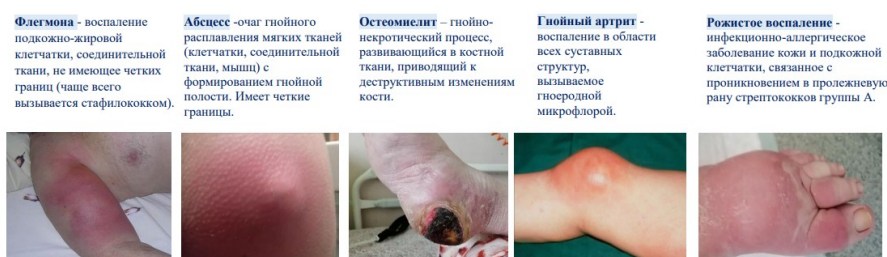 Флегмона - воспаление
подкожно-жировой
клетчатки, соединительной
ткани, не имеющее четких
границ (чаще всего
вызывается стафилококком).
Абсцесс -очаг гнойного
расплавления мягких тканей
(клетчатки, соединительной
ткани, мышц) с
формированием гнойной
полости. Имеет четкие
границы.
Остеомиелит – гнойно-
некротический процесс,
развивающийся в костной
ткани, приводящий к
деструктивным изменениям
кости.
Гнойный артрит -
воспаление в области
всех суставных
структур,
вызываемое
гноеродной
микрофлорой.
Рожистое воспаление -
инфекционно-аллергическое
заболевание кожи и подкожной
клетчатки, связанное с
проникновением в пролежневую
рану стрептококков группы А.